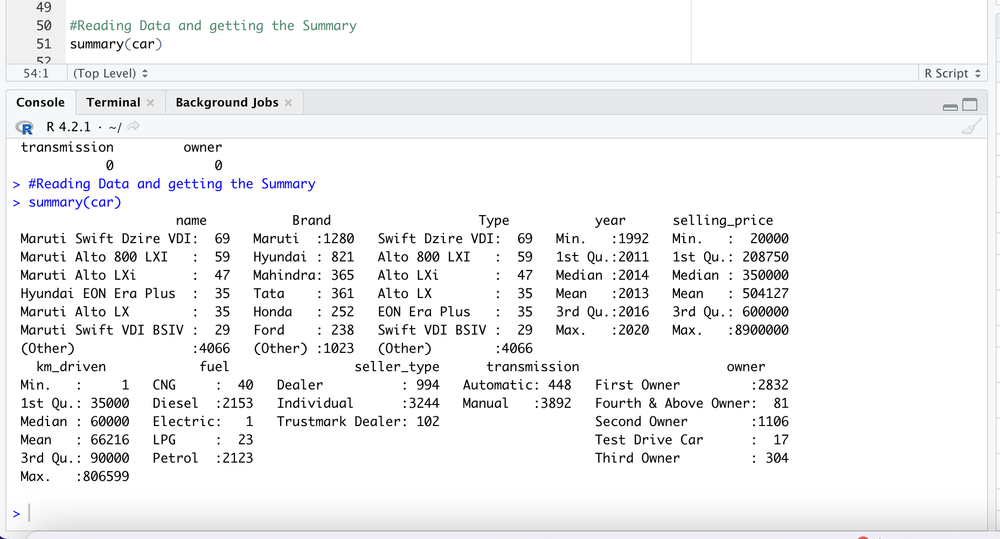 49
50 #Reading Data and getting the Summary
51 summary(car)
52
54:1 (Top Level) R Script
Console Terminal Background Jobs
R R 4.2.1 · ~/
transmission        owner
           0            0
> #Reading Data and getting the Summary
> summary(car)
                    name           Brand                   Type           year      selling_price
 Maruti Swift Dzire VDI:  69   Maruti  :1280   Swift Dzire VDI:  69   Min.   :1992   Min.   :  20000
 Maruti Alto 800 LXI   :  59   Hyundai : 821   Alto 800 LXI   :  59   1st Qu.:2011   1st Qu.: 208750
 Maruti Alto LXi       :  47   Mahindra: 365   Alto LXi       :  47   Median :2014   Median : 350000
 Hyundai EON Era Plus  :  35   Tata    : 361   Alto LX        :  35   Mean   :2013   Mean   : 504127
 Maruti Alto LX        :  35   Honda   : 252   EON Era Plus   :  35   3rd Qu.:2016   3rd Qu.: 600000
 Maruti Swift VDI BSIV :  29   Ford    : 238   Swift VDI BSIV :  29   Max.   :2020   Max.   :8900000
 (Other)               :4066   (Other) :1023   (Other)        :4066
   km_driven            fuel                seller_type      transmission                   owner
 Min.   :     1   CNG     :  40   Dealer          : 994   Automatic: 448   First Owner         :2832
 1st Qu.: 35000   Diesel  :2153   Individual      :3244   Manual   :3892   Fourth & Above Owner:  81
 Median : 60000   Electric:   1   Trustmark Dealer: 102                    Second Owner        :1106
 Mean   : 66216   LPG     :  23                                            Test Drive Car      :  17
 3rd Qu.: 90000   Petrol  :2123                                            Third Owner         : 304
 Max.   :806599
>